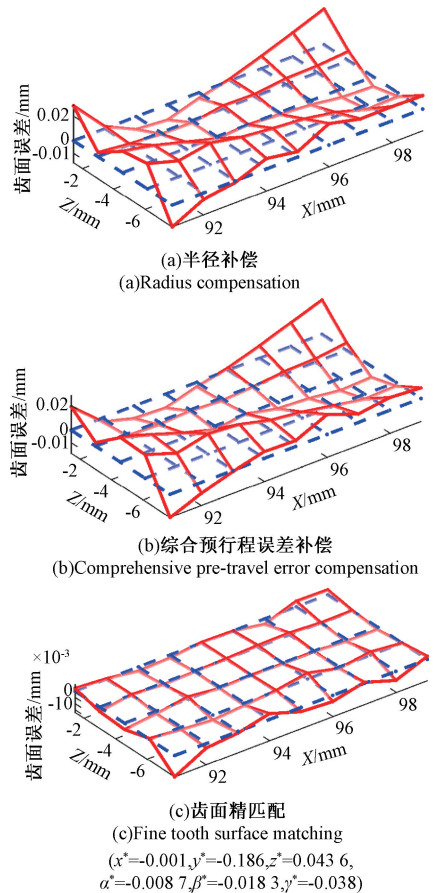 齿面误差/mm
0.02
0
-0.01
-2
-4
-6
Z/mm
92
94
96
98
X/mm
(a)半径补偿
(a)Radius compensation
齿面误差/mm
0.02
0
-0.01
-2
-4
-6
Z/mm
92
94
96
98
X/mm
(b)综合预行程误差补偿
(b)Comprehensive pre-travel error compensation
齿面误差/mm
×10⁻³
0
-10
-2
-4
-6
Z/mm
92
94
96
98
X/mm
(c)齿面精匹配
(c)Fine tooth surface matching
(x*=-0.001,y*=-0.186,z*=0.043 6,
α*=-0.008 7,β*=-0.018 3,γ*=-0.038)